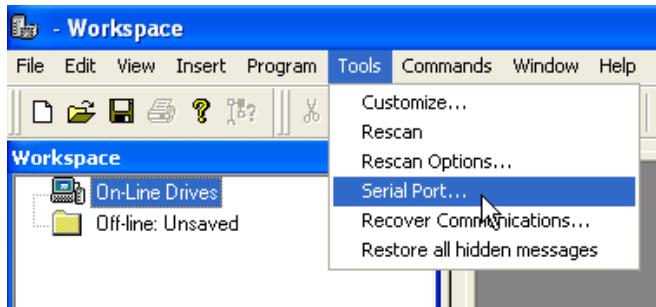 - Workspace
File Edit View Insert Program Tools Commands Window Help
Customize...
Rescan
Workspace
Rescan Options...
On-Line Drives
Serial Port...
Off-line: Unsaved
Recover Communications...
Restore all hidden messages